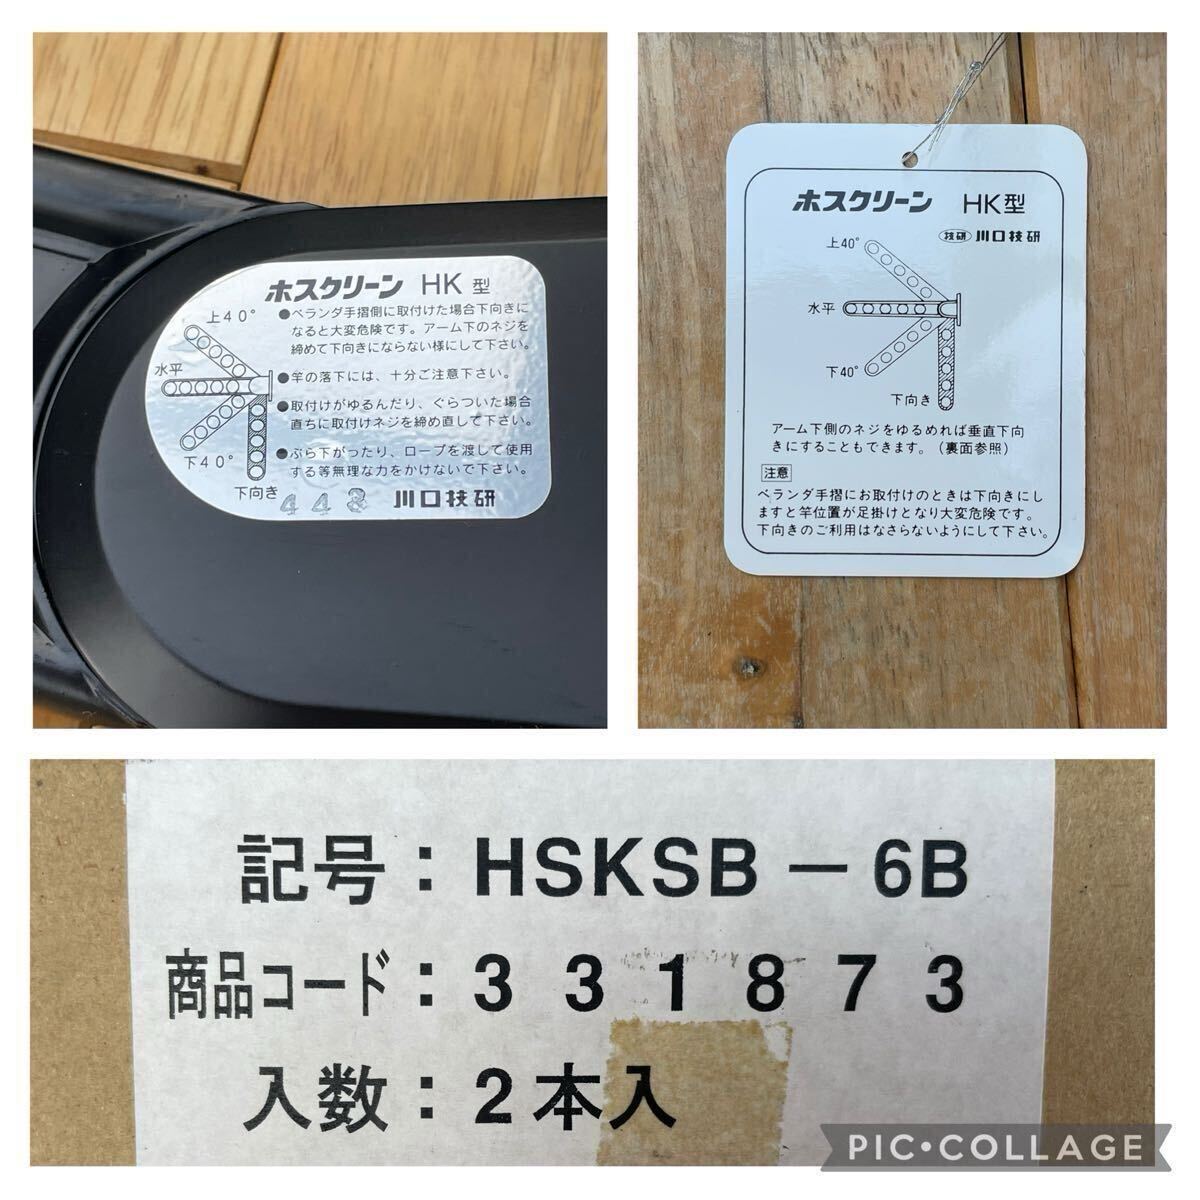 ホスクリーン HK型
上40°
水平
下40°
下向き
●ベランダ手摺側に取付けた場合下向きに
なると大変危険です。アーム下のネジを
締めて下向きにならない様にして下さい。
●竿の落下には、十分ご注意下さい。
●取付けがゆるんだり、ぐらついた場合
直ちに取付けネジを締め直して下さい。
●ぶら下がったり、ロープを渡して使用
する等無理な力をかけないで下さい。
442 川口技研
ホスクリーン HK型
技研 川口技研
上40°
水平
下40°
下向き
アーム下側のネジをゆるめれば垂直下向
きにすることもできます。(裏面参照)
注意
ベランダ手摺にお取付けのときは下向きにし
ますと竿位置が足掛けとなり大変危険です。
下向きのご利用はなさらないようにして下さい。
記号:HSKSB-6B
商品コード:331873
入数:2本入
PIC•COLLAGE